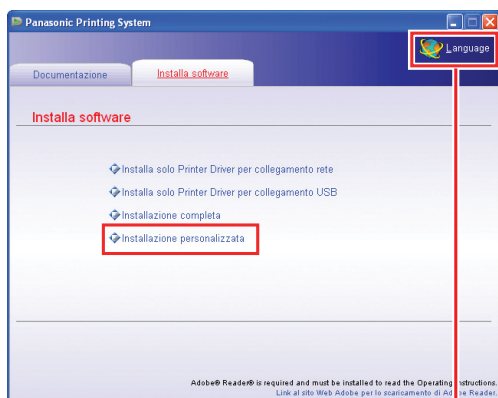 Panasonic Printing System
Language
Documentazione
Installa software
Installa software
Installa solo Printer Driver per collegamento rete
Installa solo Printer Driver per collegamento USB
Installazione completa
Installazione personalizzata
Adobe® Reader® is required and must be installed to read the Operating
Link al sito Web Adobe per lo scaricamento di Reader.